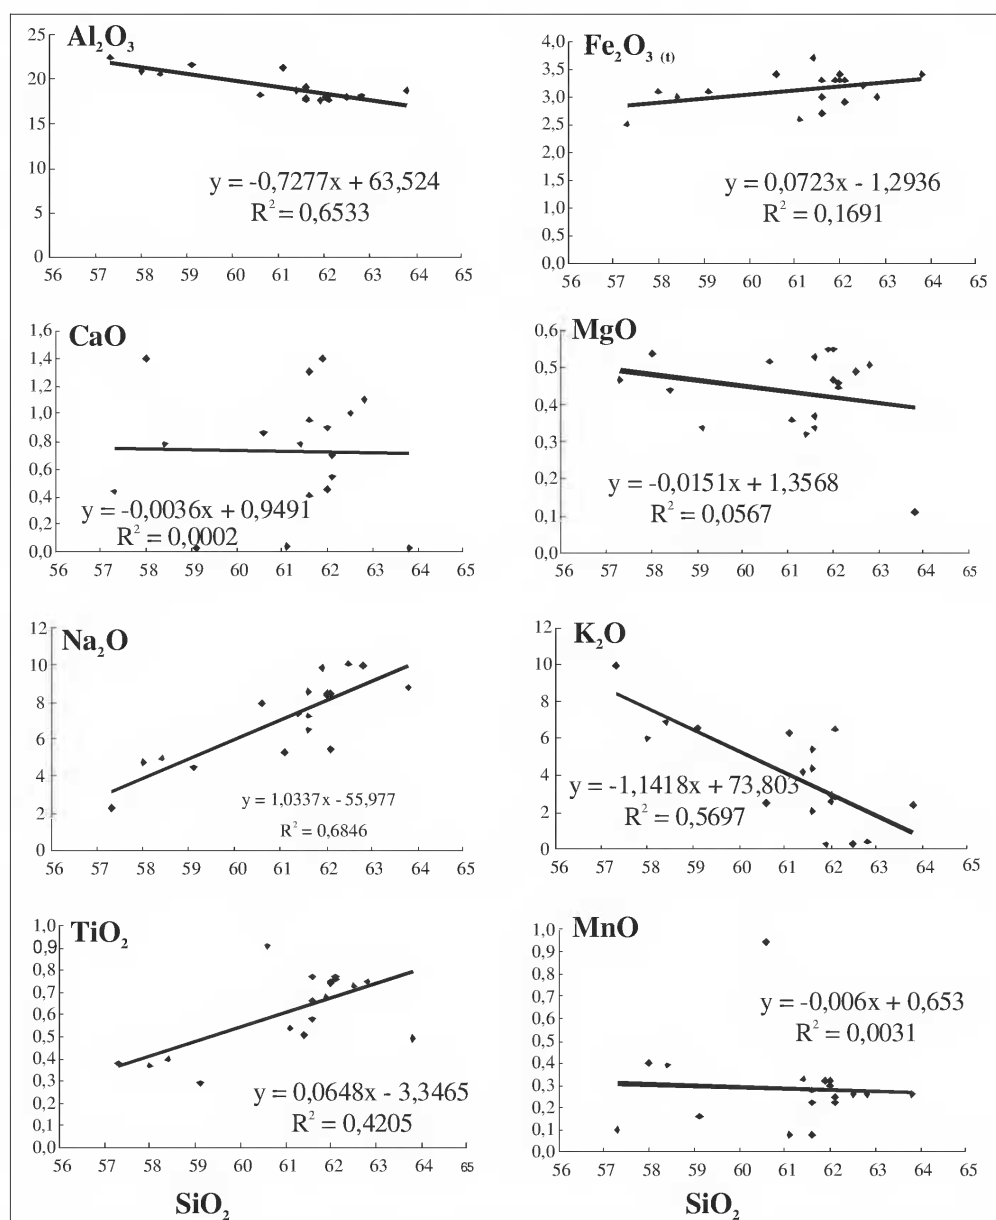 Al₂O₃
25
20
15
10
5
0
y = -0,7277x + 63,524
R² = 0,6533
56 57 58 59 60 61 62 63 64 65
Fe₂O₃ (t)
4,0
3,5
3,0
2,5
2,0
1,5
1,0
0,5
0,0
y = 0,0723x - 1,2936
R² = 0,1691
56 57 58 59 60 61 62 63 64 65
CaO
1,6
1,4
1,2
1,0
0,8
0,6
0,4
0,2
0,0
y = -0,0036x + 0,9491
R² = 0,0002
56 57 58 59 60 61 62 63 64 65
MgO
0,6
0,5
0,4
0,3
0,2
0,1
0,0
y = -0,0151x + 1,3568
R² = 0,0567
56 57 58 59 60 61 62 63 64 65
Na₂O
12
10
8
6
4
2
0
y = 1,0337x - 55,977
R² = 0,6846
56 57 58 59 60 61 62 63 64 65
K₂O
12
10
8
6
4
2
0
y = -1,1418x + 73,803
R² = 0,5697
56 57 58 59 60 61 62 63 64 65
TiO₂
1,0
0,9
0,8
0,7
0,6
0,5
0,4
0,3
0,2
0,1
0,0
y = 0,0648x - 3,3465
R² = 0,4205
56 57 58 59 60 61 62 63 64 65
SiO₂
MnO
1,0
0,9
0,8
0,7
0,6
0,5
0,4
0,3
0,2
0,1
0,0
y = -0,006x + 0,653
R² = 0,0031
56 57 58 59 60 61 62 63 64 65
SiO₂